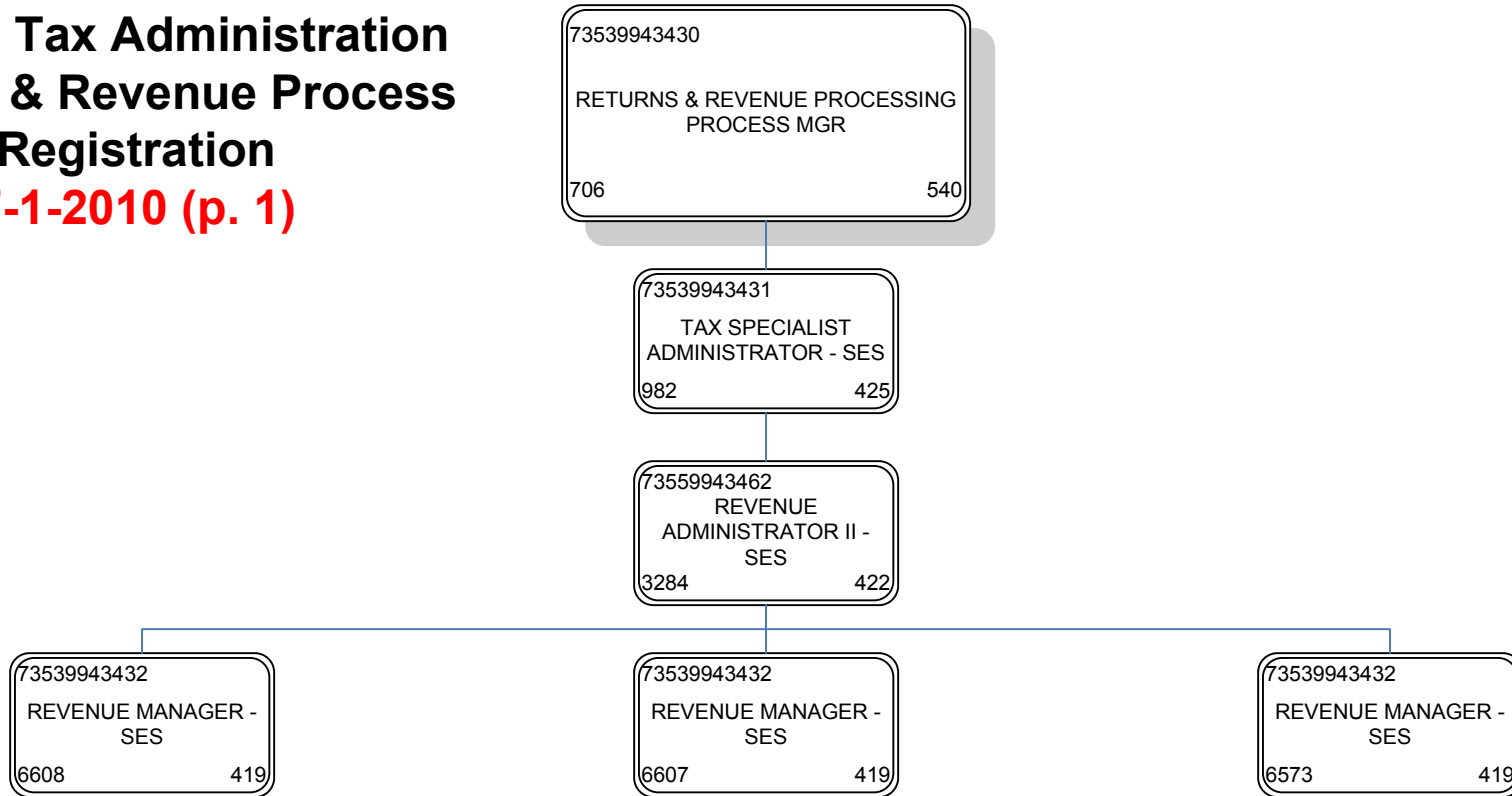 Tax Administration
& Revenue Process
Registration
-1-2010 (p. 1)
73539943430
RETURNS & REVENUE PROCESSING
PROCESS MGR
706 540
73539943431
TAX SPECIALIST
ADMINISTRATOR - SES
982 425
73559943462
REVENUE
ADMINISTRATOR II -
SES
3284 422
73539943432
REVENUE MANAGER -
SES
6608 419
73539943432
REVENUE MANAGER -
SES
6607 419
73539943432
REVENUE MANAGER -
SES
6573 419